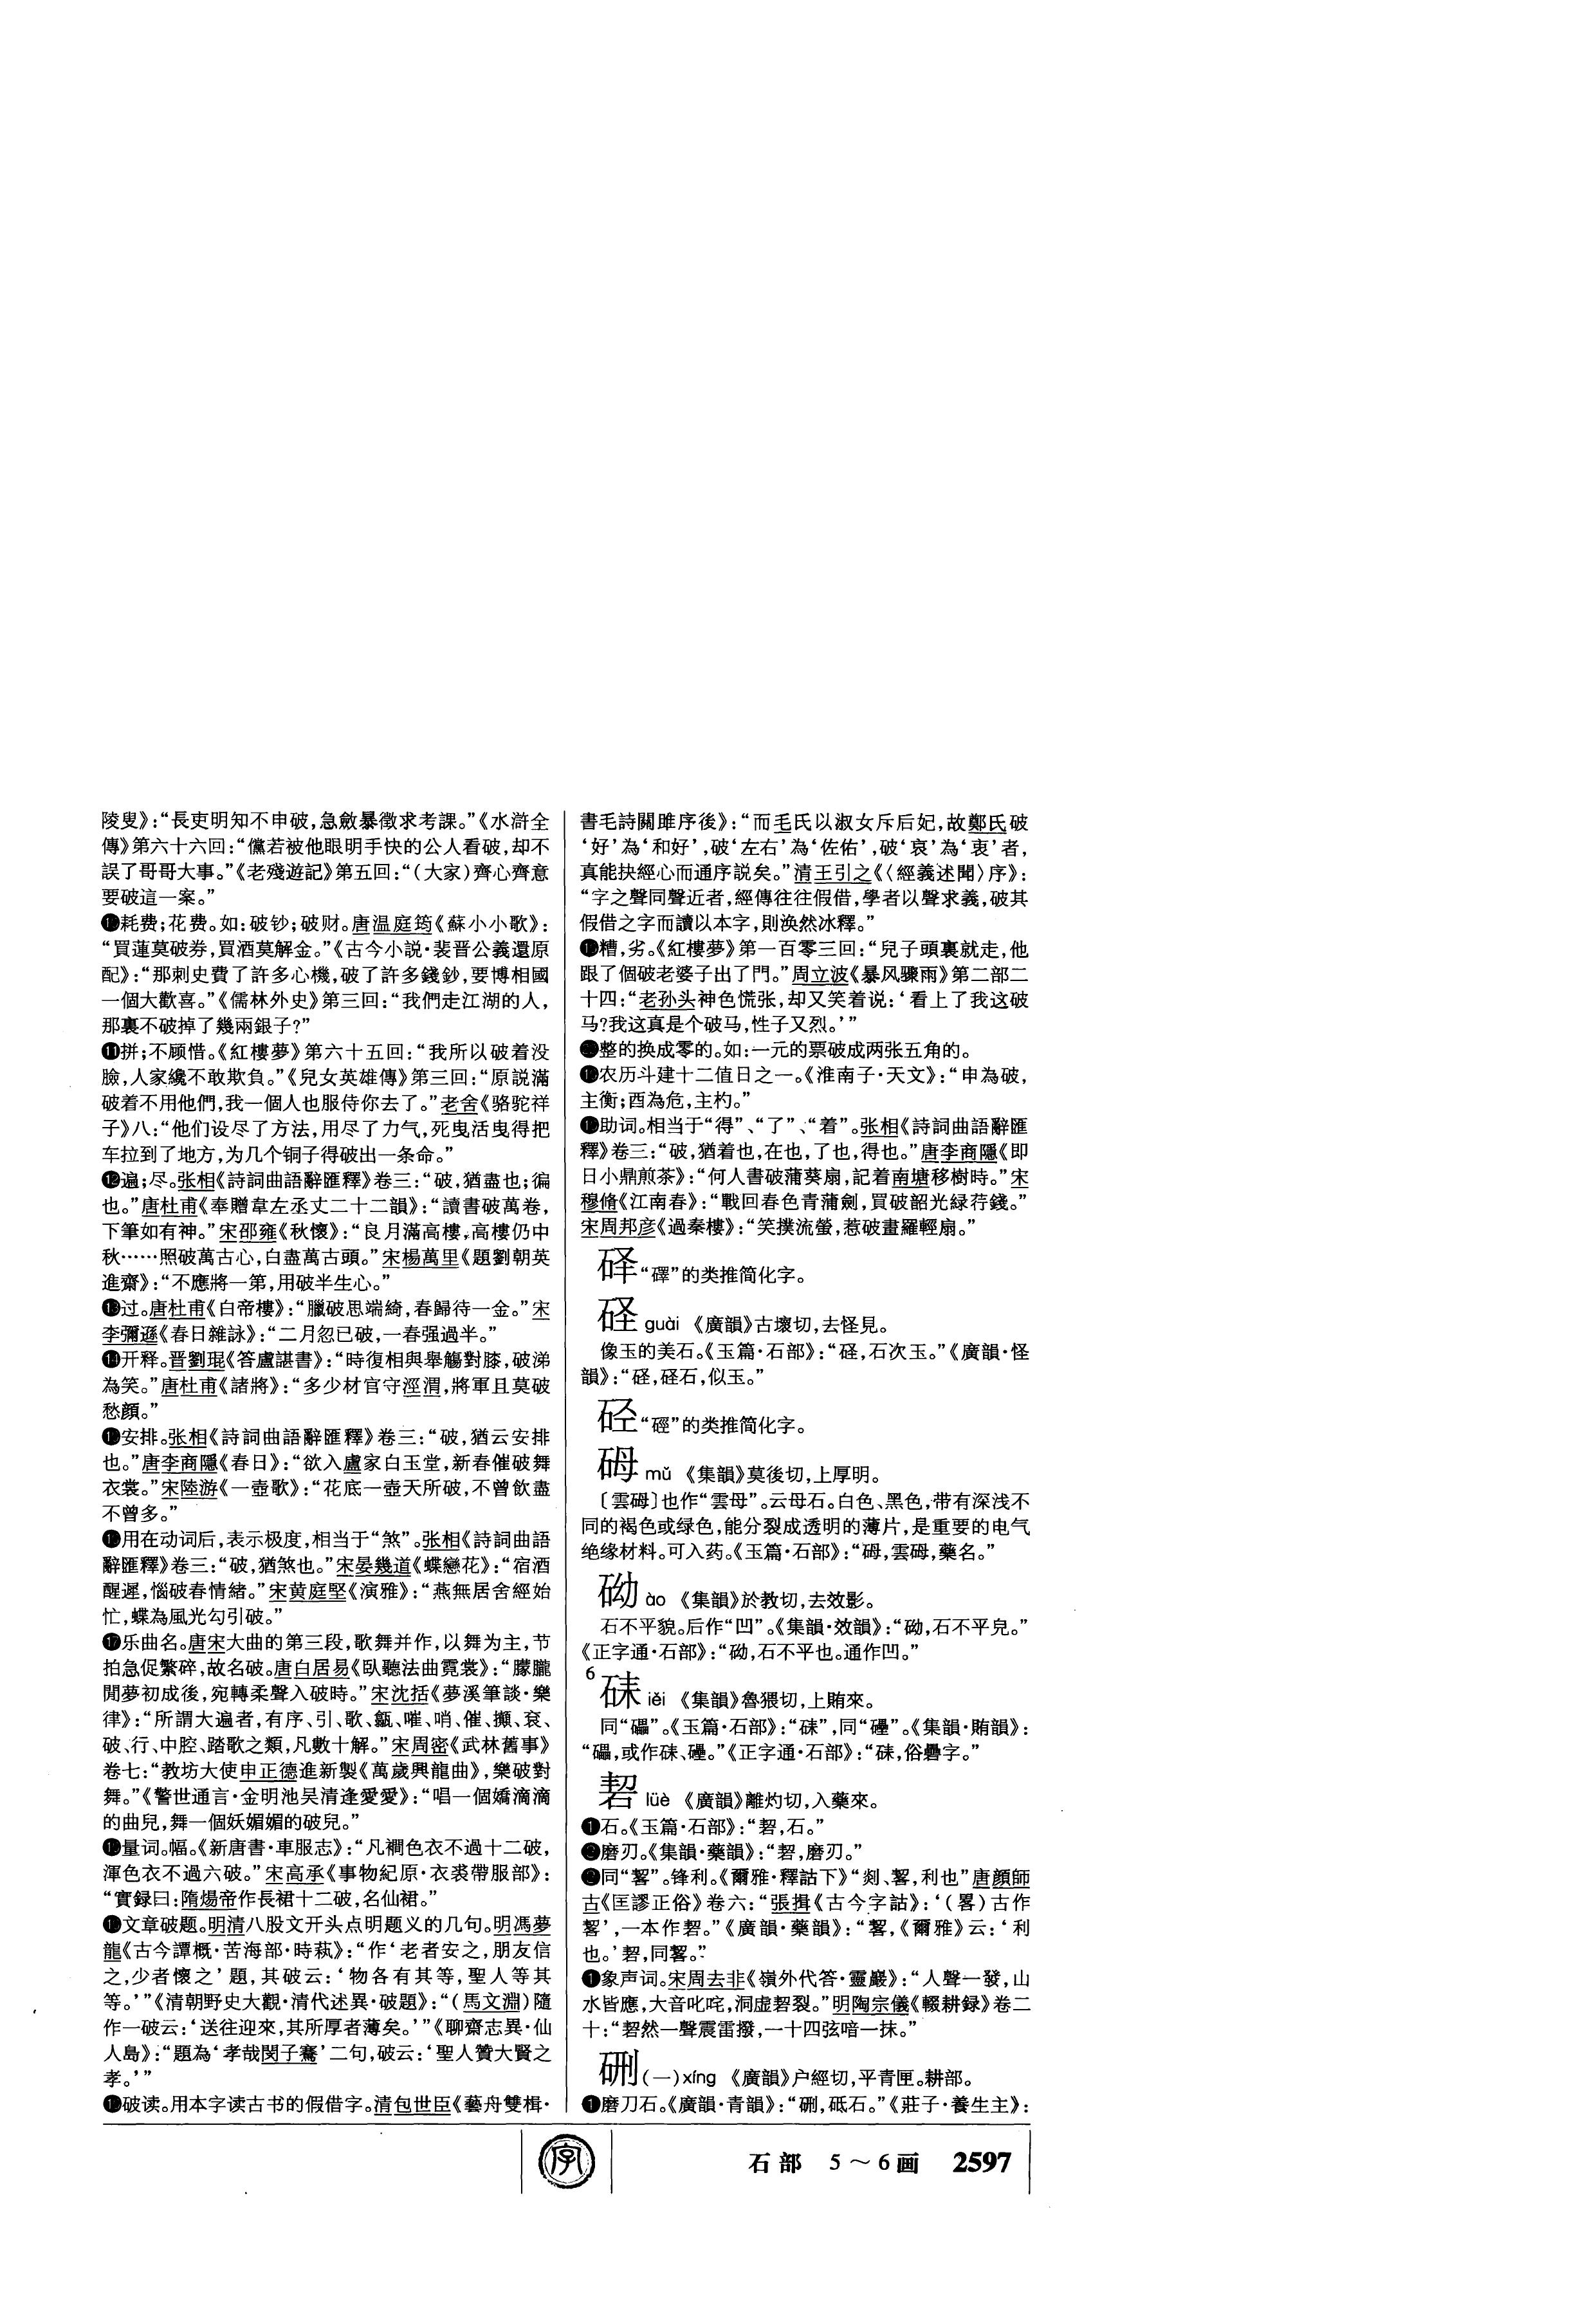 陵叟》：“長吏明知不申破，急斂暴徵求考課。”《水滸全
傳》第六十六回：“儻若被他眼明手快的公人看破，却不
誤了哥哥大事。”《老殘遊記》第五回：“（大家）齊心齊意
要破這一案。”
耗费；花费。如：破钞；破财。唐温庭筠《蘇小小歌》：
“買蓮莫破券，買酒莫解金。”《古今小説·裴晋公義還原
配》：“那刺史費了許多心機，破了許多錢鈔，要博相國
一個大歡喜。”《儒林外史》第三回：“我們走江湖的人，
那裏不破掉了幾兩銀子？”
⓫拼；不顾惜。《紅樓夢》第六十五回：“我所以破着没
臉，人家纔不敢欺負。”《兒女英雄傳》第三回：“原説滿
破着不用他們，我一個人也服侍你去了。”老舍《骆驼祥
子》八：“他们设尽了方法，用尽了力气，死曳活曳得把
车拉到了地方，为几个铜子得破出一条命。”
⓬遍；尽。张相《詩詞曲語辭匯釋》卷三：“破，猶盡也；徧
也。”唐杜甫《奉贈韋左丞丈二十二韻》：“讀書破萬卷，
下筆如有神。”宋邵雍《秋懷》：“良月滿高樓，高樓仍中
秋……照破萬古心，白盡萬古頭。”宋楊萬里《題劉朝英
進齋》：“不應將一第，用破半生心。”
⓭过。唐杜甫《白帝樓》：“臘破思端綺，春歸待一金。”宋
李彌遜《春日雜詠》：“二月忽已破，一春强過半。”
⓮开释。晋劉琨《答盧諶書》：“時復相與舉觴對膝，破涕
為笑。”唐杜甫《諸將》：“多少材官守涇渭，將軍且莫破
愁顔。”
安排。张相《詩詞曲語辭匯釋》卷三：“破，猶云安排
也。”唐李商隱《春日》：“欲入盧家白玉堂，新春催破舞
衣裳。”宋陸游《一壺歌》：“花底一壺天所破，不曾飲盡
不曾多。”
用在动词后，表示极度，相当于“煞”。张相《詩詞曲語
辭匯釋》卷三：“破，猶煞也。”宋晏幾道《蝶戀花》：“宿酒
醒遲，惱破春情緒。”宋黄庭堅《演雅》：“燕無居舍經始
忙，蝶為風光勾引破。”
⓱乐曲名。唐宋大曲的第三段，歌舞并作，以舞为主，节
拍急促繁碎，故名破。唐白居易《臥聽法曲霓裳》：“朦朧
閒夢初成後，宛轉柔聲入破時。”宋沈括《夢溪筆談·樂
律》：“所謂大遍者，有序、引、歌、㽋、嗺、哨、催、攧、衮、
破、行、中腔、踏歌之類，凡數十解。”宋周密《武林舊事》
卷七：“教坊大使申正德進新製《萬歲興龍曲》，樂破對
舞。”《警世通言·金明池吴清逢愛愛》：“唱一個嬌滴滴
的曲兒，舞一個妖媚媚的破兒。”
量词。幅。《新唐書·車服志》：“凡襉色衣不過十二破，
渾色衣不過六破。”宋高承《事物紀原·衣裘帶服部》：
“實録曰：隋煬帝作長裙十二破，名仙裙。”
文章破题。明清八股文开头点明题义的几句。明馮夢
龍《古今譚概·苦海部·時萟》：“作‘老者安之，朋友信
之，少者懷之’題，其破云：‘物各有其等，聖人等其
等。’”《清朝野史大觀·清代述異·破題》：“（馬文淵）隨
作一破云：‘送往迎來，其所厚者薄矣。’”《聊齋志異·仙
人島》：“題為‘孝哉閔子騫’二句，破云：‘聖人贊大賢之
孝。’”
破读。用本字读古书的假借字。清包世臣《藝舟雙楫·
書毛詩關雎序後》：“而毛氏以淑女斥后妃，故鄭氏破
‘好’為‘和好’，破‘左右’為‘佐佑’，破‘哀’為‘衷’者，
真能抉經心而通序説矣。”清王引之《〈經義述聞〉序》：
“字之聲同聲近者，經傳往往假借，學者以聲求義，破其
假借之字而讀以本字，則涣然冰釋。”
糟，劣。《紅樓夢》第一百零三回：“兒子頭裏就走，他
跟了個破老婆子出了門。”周立波《暴风骤雨》第二部二
十四：“老孙头神色慌张，却又笑着说：‘看上了我这破
马？我这真是个破马，性子又烈。’”
整的换成零的。如：一元的票破成两张五角的。
农历斗建十二值日之一。《淮南子·天文》：“申為破，
主衡；酉為危，主杓。”
助词。相当于“得”、“了”、“着”。张相《詩詞曲語辭匯
釋》卷三：“破，猶着也，在也，了也，得也。”唐李商隱《即
日小鼎煎茶》：“何人書破蒲葵扇，記着南塘移樹時。”宋
穆脩《江南春》：“戰回春色青蒲劍，買破韶光緑荇錢。”
宋周邦彦《過秦樓》：“笑撲流螢，惹破畫羅輕扇。”
𬒈“礋”的类推简化字。
硁 guài 《廣韻》古壞切，去怪見。
像玉的美石。《玉篇·石部》：“，石次玉。”《廣韻·怪
韻》：“，石，似玉。”
硁“硜”的类推简化字。
砪 mǔ 《集韻》莫後切，上厚明。
〔雲砪〕也作“雲母”。云母石。白色、黑色，带有深浅不
同的褐色或绿色，能分裂成透明的薄片，是重要的电气
绝缘材料。可入药。《玉篇·石部》：“砪，雲砪，藥名。”
㕭 ào 《集韻》於教切，去效影。
石不平貌。后作“凹”。《集韻·效韻》：“，石不平皃。”
《正字通·石部》：“，石不平也。通作凹。”
6
硓 lěi 《集韻》魯猥切，上賄來。
同“礧”。《玉篇·石部》：“”，同“礨”。《集韻·賄韻》：
“礧，或作、礨。”《正字通·石部》：“，俗礨字。”
㓞 lüè 《廣韻》離灼切，入藥來。
❶石。《玉篇·石部》：“，石。”
❷磨刃。《集韻·藥韻》：“，磨刃。”
同“䂮”。锋利。《爾雅·釋詁下》“剡、䂮，利也”唐顔師
古《匡謬正俗》卷六：“張揖《古今字詁》：‘（畧）古作
䂮’，一本作。”《廣韻·藥韻》：“䂮，《爾雅》云：‘利
也。’，同䂮。”
象声词。宋周去非《嶺外代答·靈巖》：“人聲一發，山
水皆應，大音叱咤，洞虚裂。”明陶宗儀《輟耕録》卷二
十：“然一聲震雷撥，一十四弦喑一抹。”
硎（一）xíng 《廣韻》户經切，平青匣。耕部。
❶磨刀石。《廣韻·青韻》：“硎，砥石。”《莊子·養生主》：
字
石部 5～6画 2597